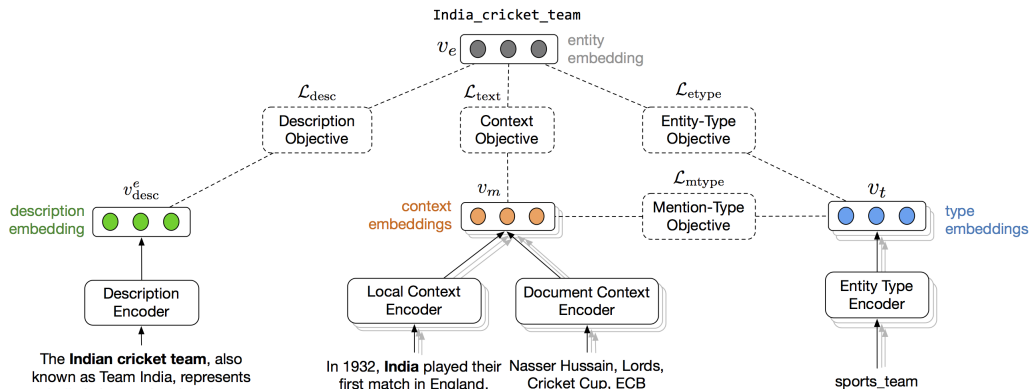 India_cricket_team
v_e
entity
embedding
L_desc
L_text
L_etype
Description
Objective
Context
Objective
Entity-Type
Objective
v^e_desc
v_m
L_mtype
v_t
description
embedding
context
embeddings
Mention-Type
Objective
type
embeddings
Description
Encoder
Local Context
Encoder
Document Context
Encoder
Entity Type
Encoder
The Indian cricket team, also
known as Team India, represents
In 1932, India played their
first match in England.
Nasser Hussain, Lords,
Cricket Cup, ECB
sports_team